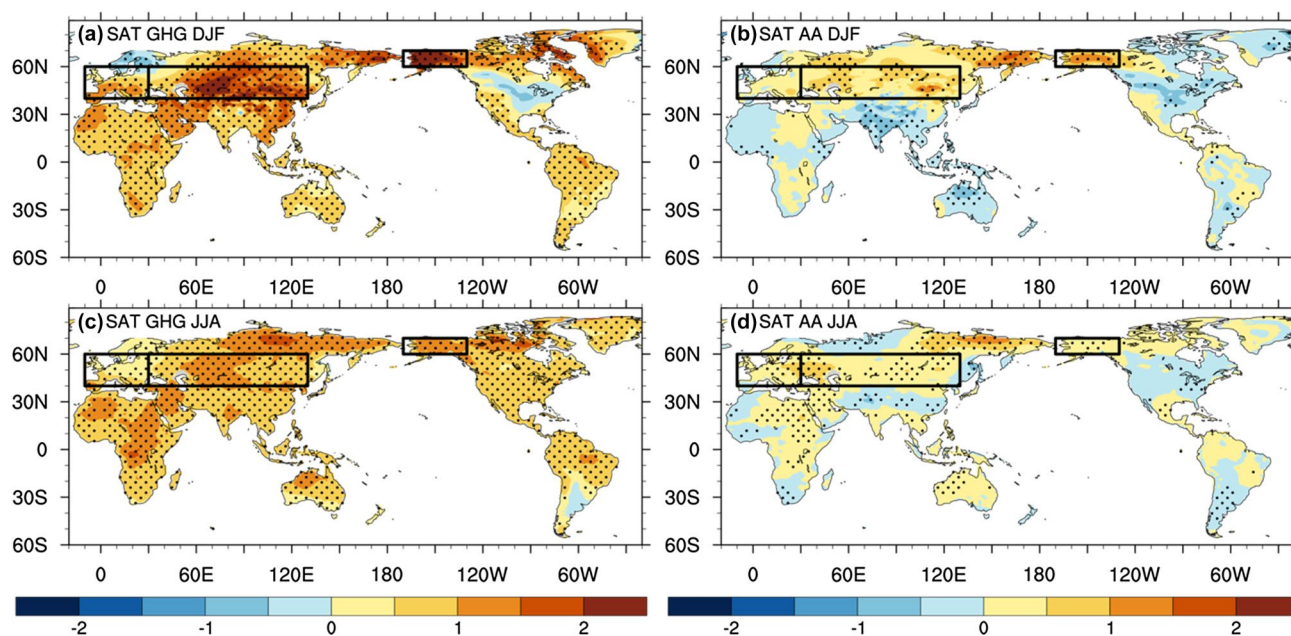 (a) SAT GHG DJF
(b) SAT AA DJF
60N
30N
0
30S
60S
60N
30N
0
30S
60S
0 60E 120E 180 120W 60W
0 60E 120E 180 120W 60W
(c) SAT GHG JJA
(d) SAT AA JJA
60N
30N
0
30S
60S
60N
30N
0
30S
60S
0 60E 120E 180 120W 60W
0 60E 120E 180 120W 60W
-2 -1 0 1 2
-2 -1 0 1 2